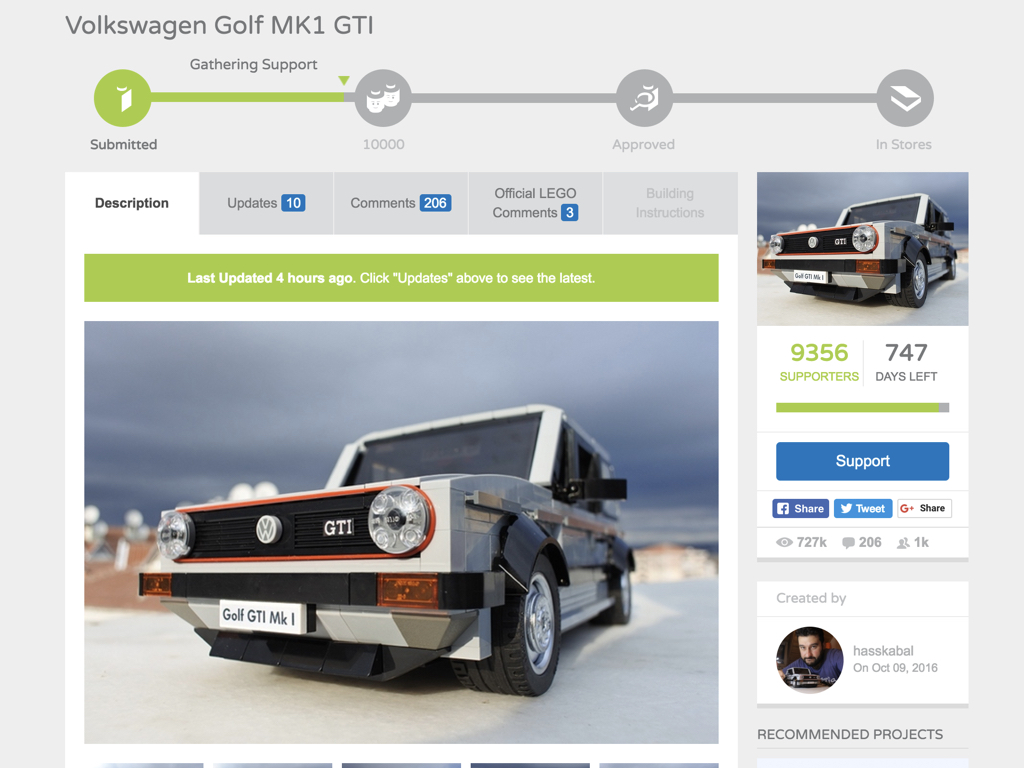 Volkswagen Golf MK1 GTI
Gathering Support
Submitted
10000
Approved
In Stores
Description
Updates 10
Comments 206
Official LEGO
Comments 3
Building
Instructions
Last Updated 4 hours ago. Click "Updates" above to see the latest.
GTI
Golf GTI Mk I
GTI
Golf GTI Mk I
9356
SUPPORTERS
747
DAYS LEFT
Support
Share
Tweet
G+ Share
727k
206
1k
Created by
hasskabal
On Oct 09, 2016
RECOMMENDED PROJECTS